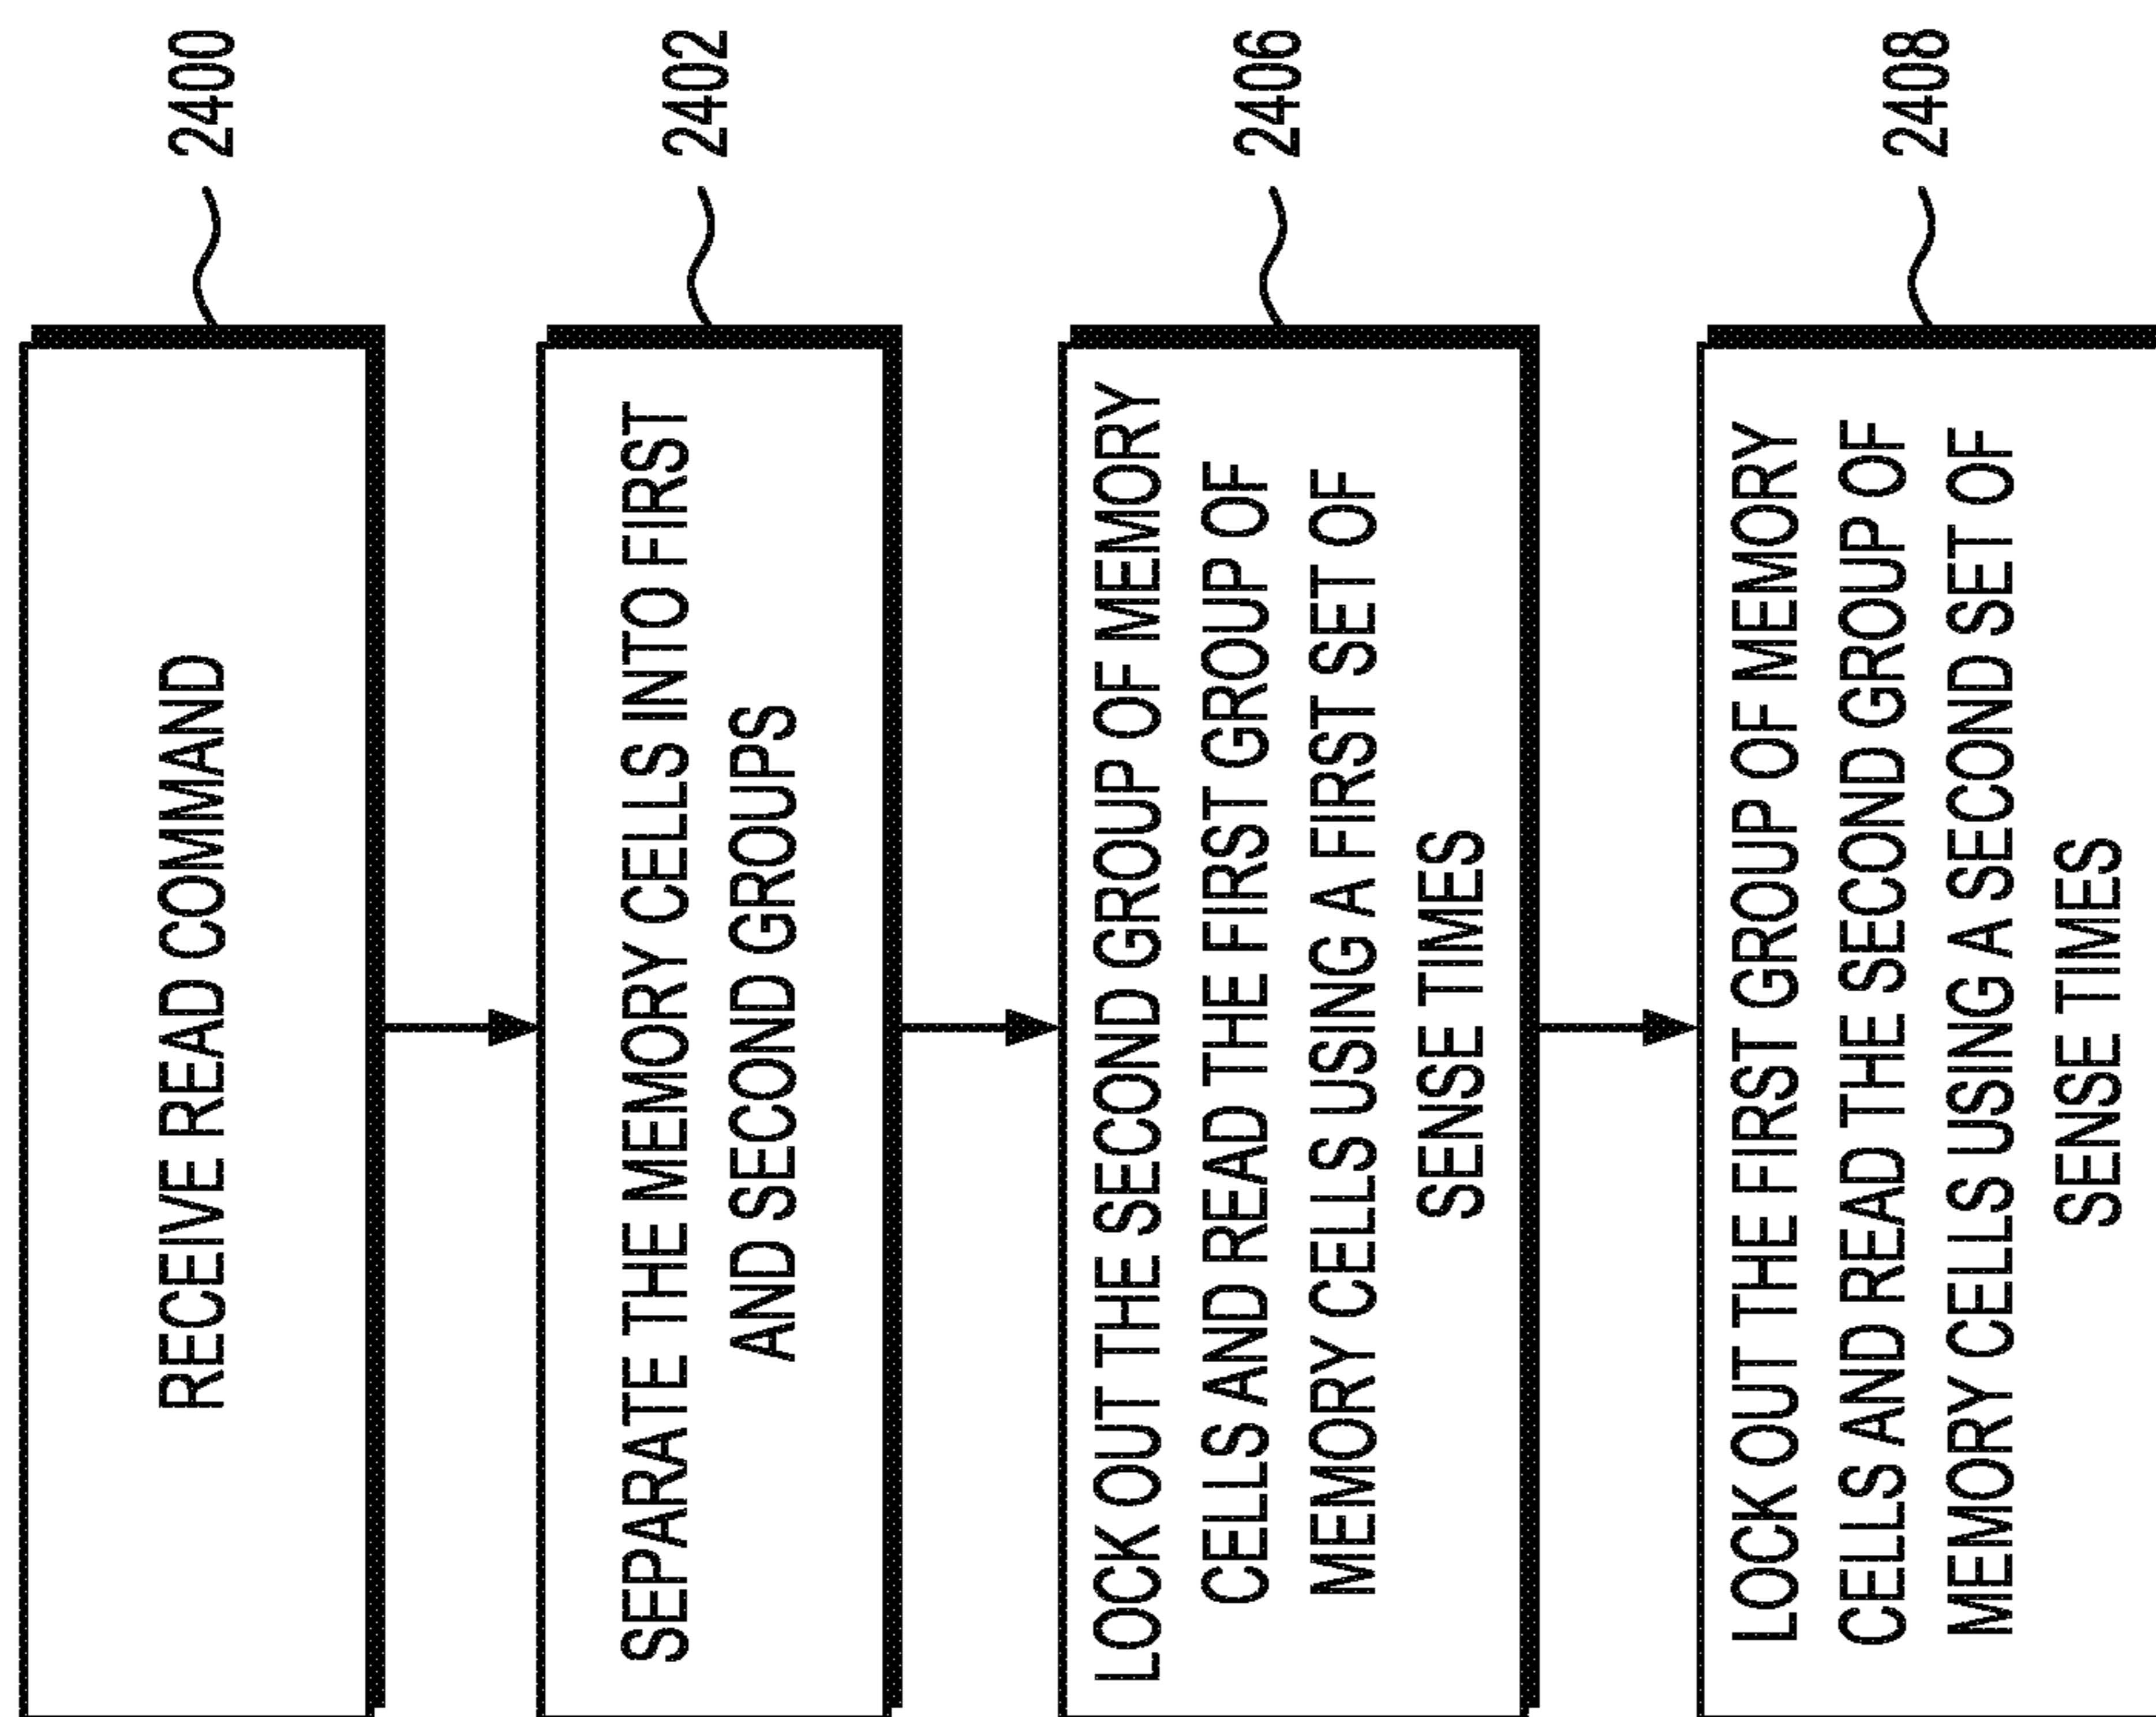 RECEIVE READ COMMAND
2400
SEPARATE THE MEMORY CELLS INTO FIRST
AND SECOND GROUPS
2402
LOCK OUT THE SECOND GROUP OF MEMORY
CELLS AND READ THE FIRST GROUP OF
MEMORY CELLS USING A FIRST SET OF
SENSE TIMES
2406
LOCK OUT THE FIRST GROUP OF MEMORY
CELLS AND READ THE SECOND GROUP OF
MEMORY CELLS USING A SECOND SET OF
SENSE TIMES
2408